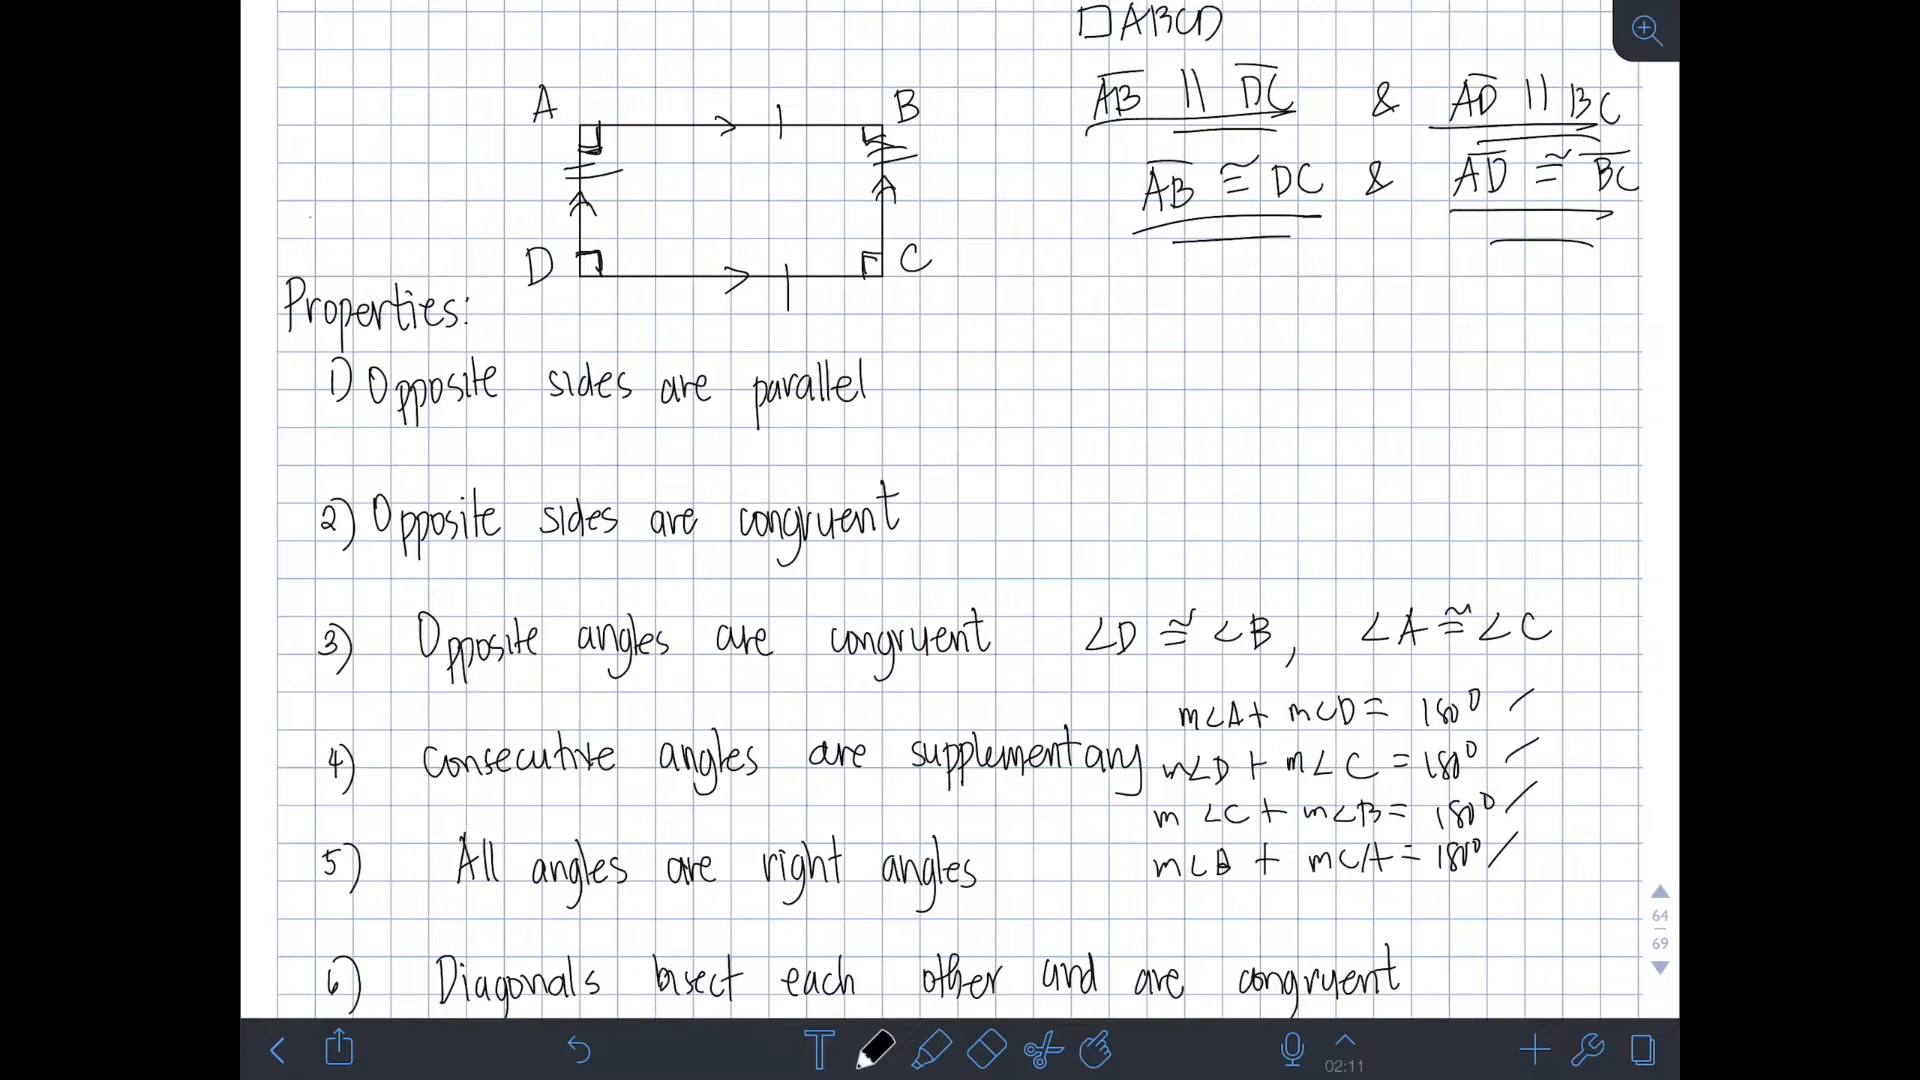 □ABCD
AB || DC & AD || BC
AB ≅ DC & AD ≅ BC
A
B
D
C
Properties:
1) Opposite sides are parallel
2) Opposite sides are congruent
3) Opposite angles are congruent ∠D ≅ ∠B, ∠A ≅ ∠C
m∠A + m∠D = 180°
4) Consecutive angles are supplementary m∠D + m∠C = 180°
m∠C + m∠B = 180°
m∠B + m∠A = 180°
5) All angles are right angles
6) Diagonals bisect each other and are congruent
64
69
T
02:11